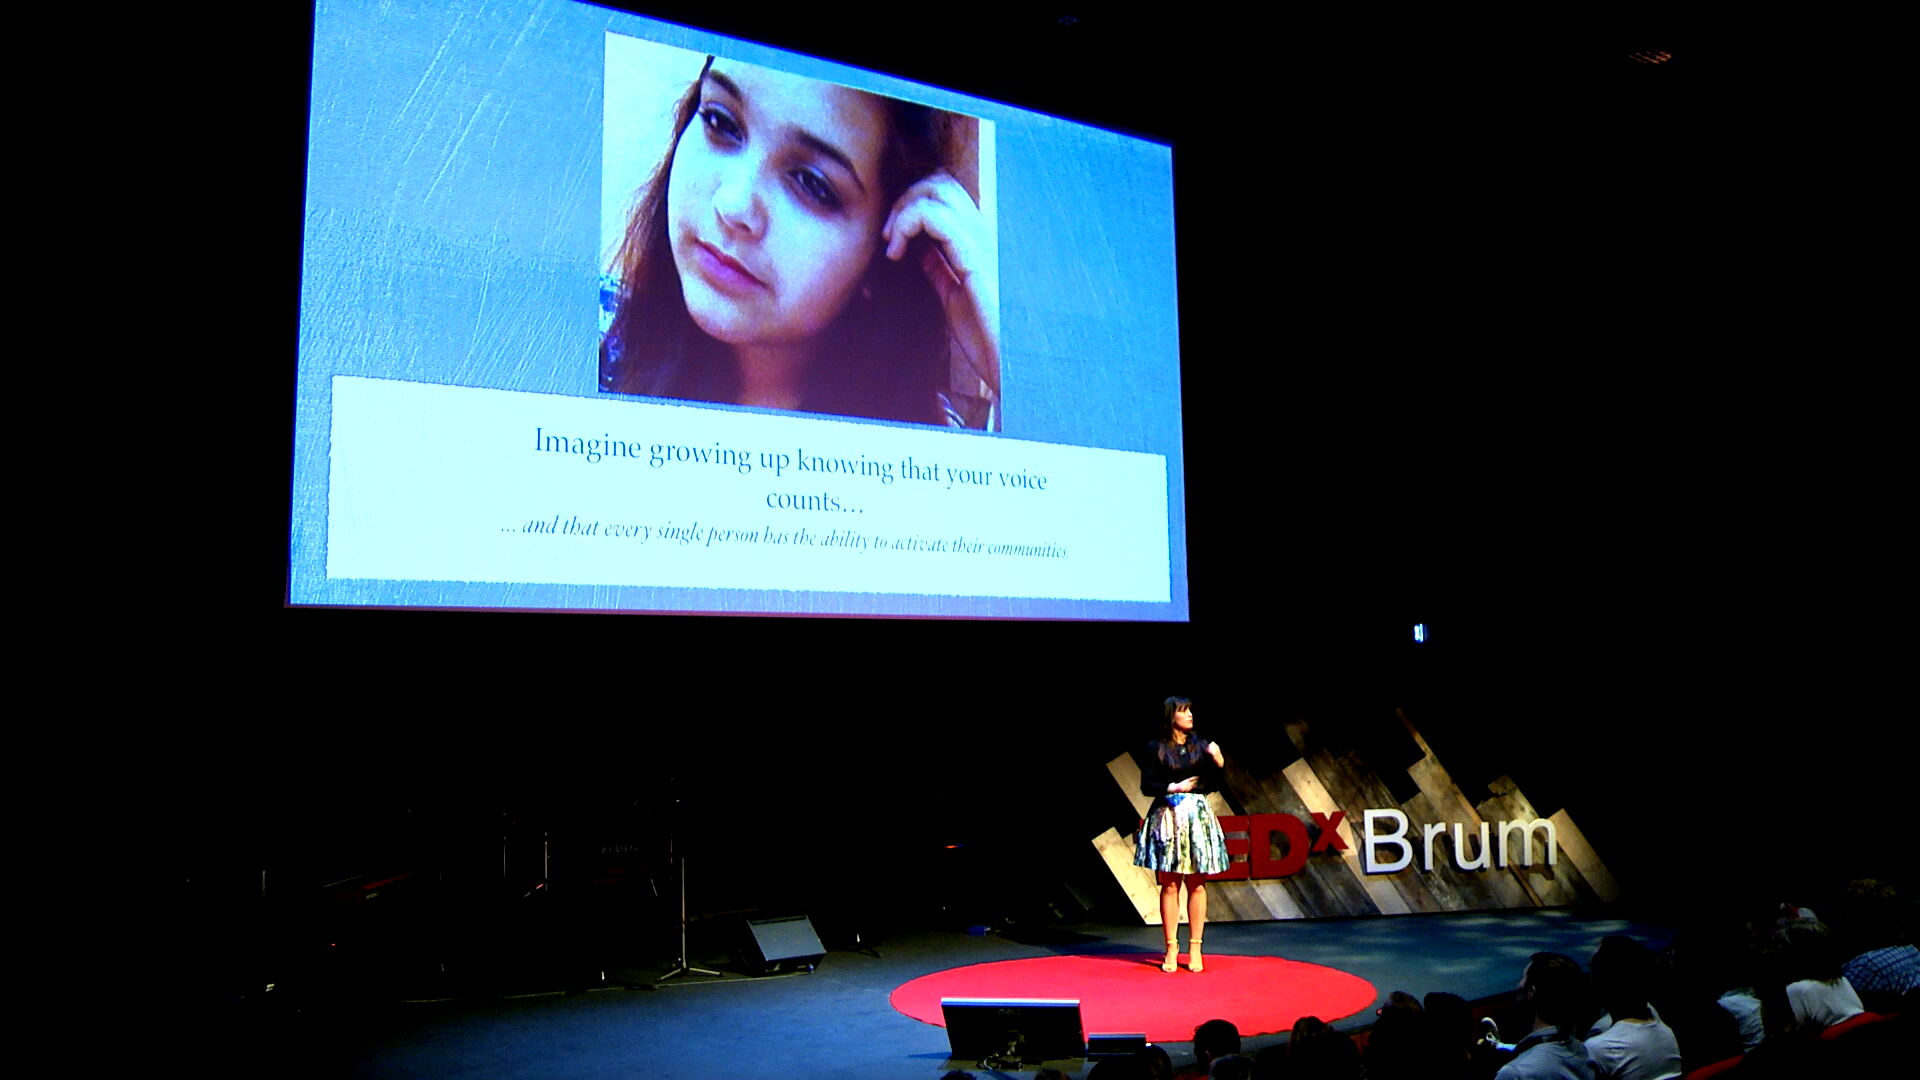 Imagine growing up knowing that your voice
counts...
... and that every single person has the ability to activate their communities.
TEDx Brum